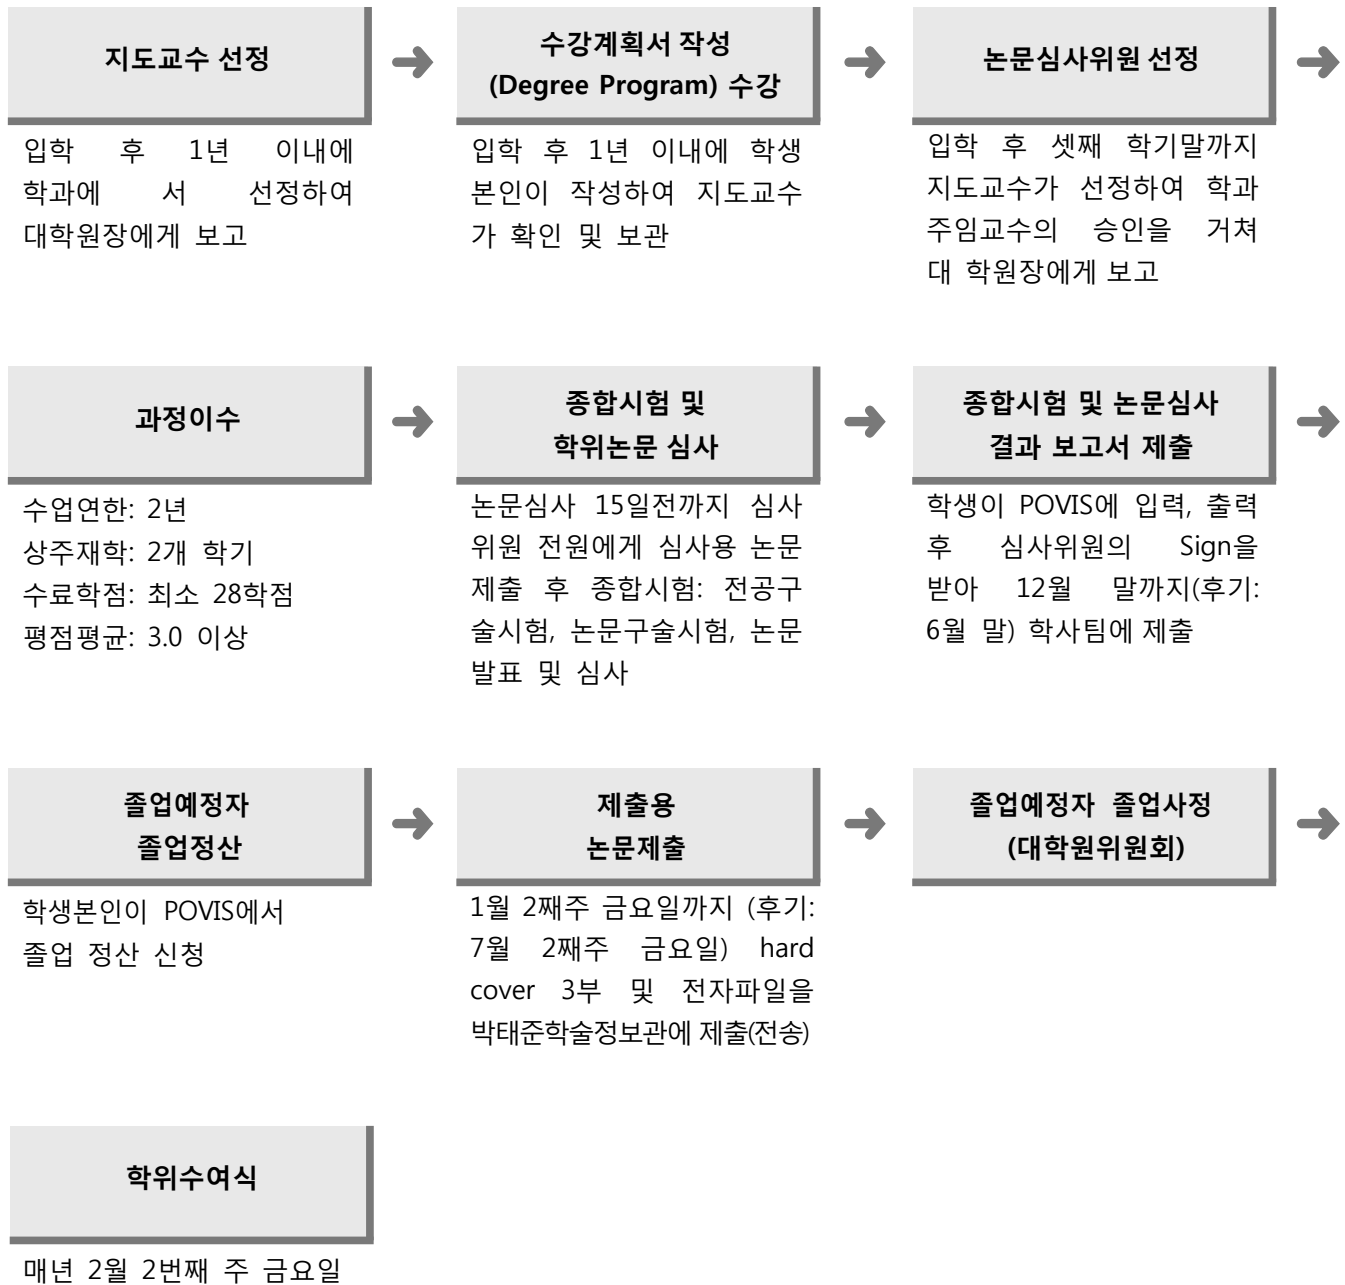 지도교수 선정
입학 후 1년 이내에
학과에 서 선정하여
대학원장에게 보고
수강계획서 작성
(Degree Program) 수강
입학 후 1년 이내에 학생
본인이 작성하여 지도교수
가 확인 및 보관
논문심사위원 선정
입학 후 셋째 학기말까지
지도교수가 선정하여 학과
주임교수의 승인을 거쳐
대 학원장에게 보고
과정이수
수업연한: 2년
상주재학: 2개 학기
수료학점: 최소 28학점
평점평균: 3.0 이상
종합시험 및
학위논문 심사
논문심사 15일전까지 심사
위원 전원에게 심사용 논문
제출 후 종합시험: 전공구
술시험, 논문구술시험, 논문
발표 및 심사
종합시험 및 논문심사
결과 보고서 제출
학생이 POVIS에 입력, 출력
후 심사위원의 Sign을
받아 12월 말까지(후기:
6월 말) 학사팀에 제출
졸업예정자
졸업정산
학생본인이 POVIS에서
졸업 정산 신청
제출용
논문제출
1월 2째주 금요일까지 (후기:
7월 2째주 금요일) hard
cover 3부 및 전자파일을
박태준학술정보관에 제출(전송)
졸업예정자 졸업사정
(대학원위원회)
학위수여식
매년 2월 2번째 주 금요일